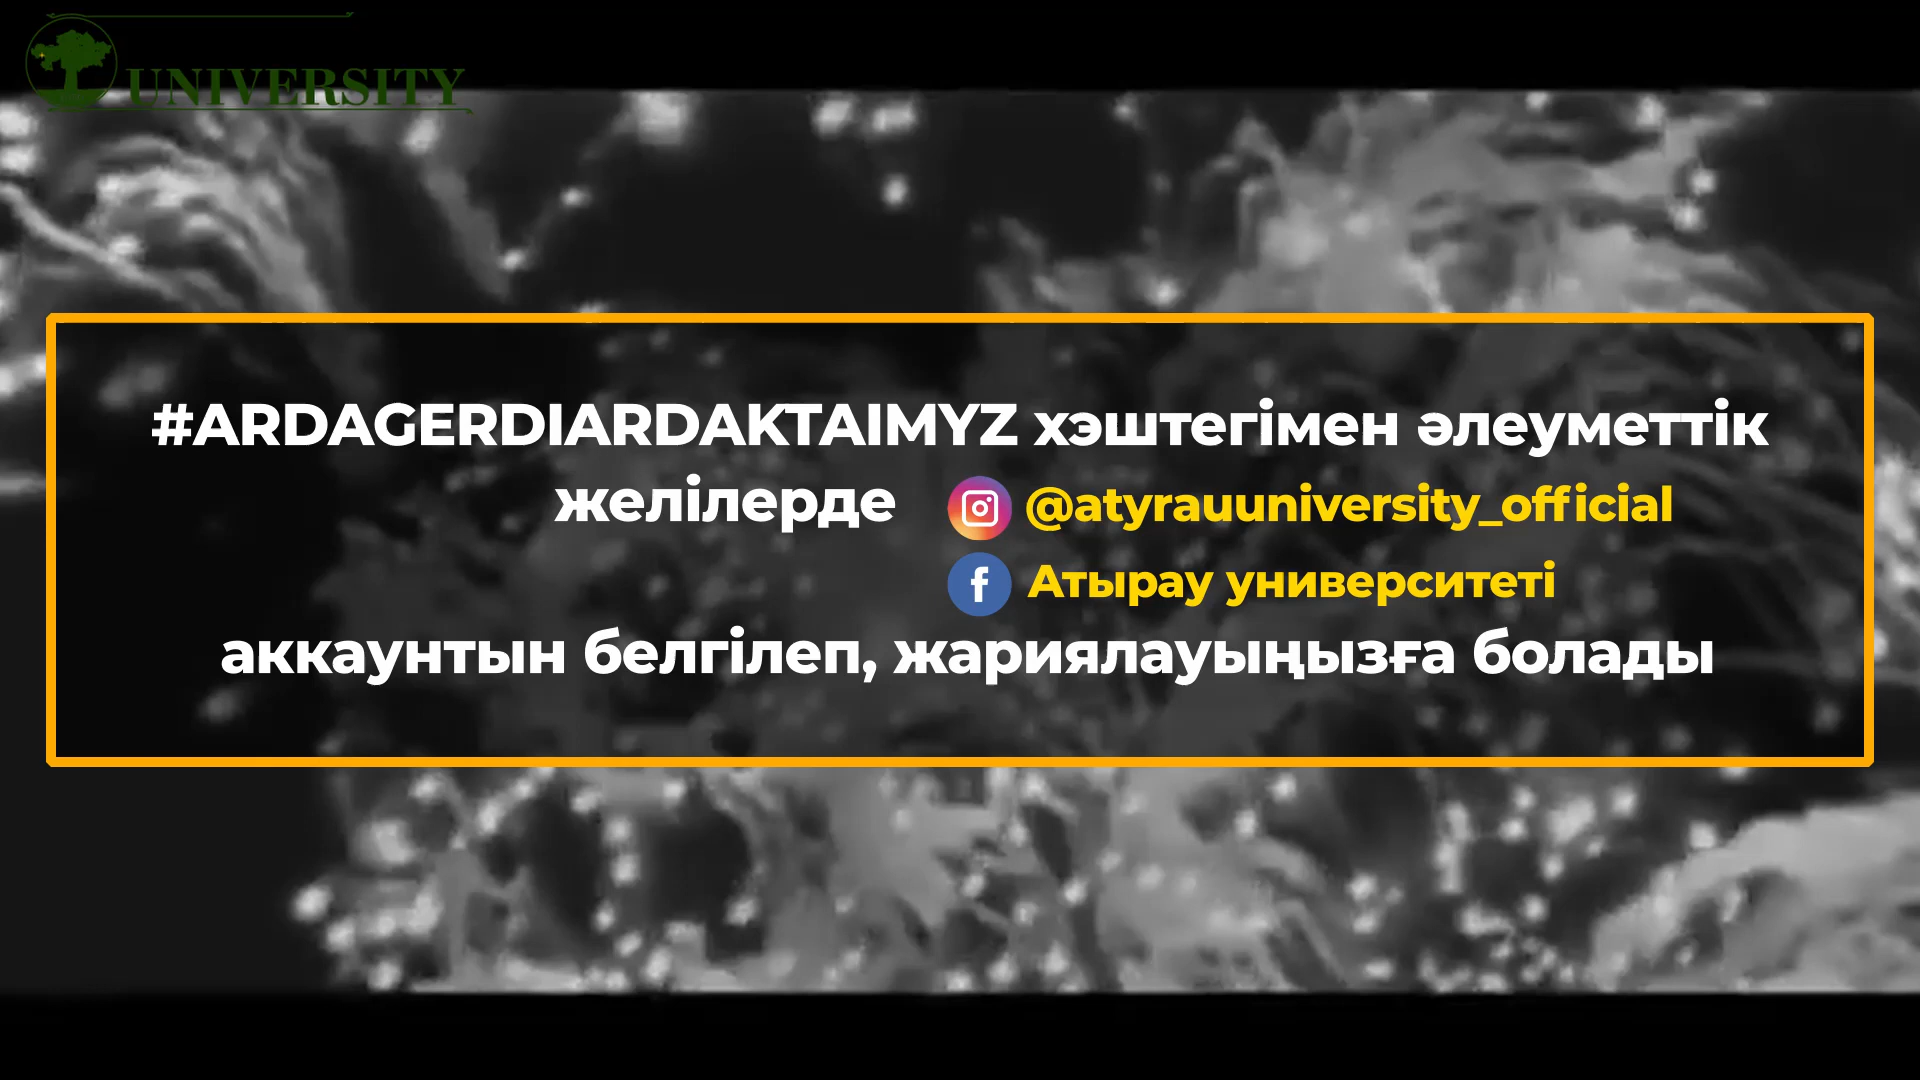 UNIVERSITY
#ARDAGERDIARDAKTAIMYZ хэштегімен әлеуметтік
желілерде @atyrauuniversity_official
Атырау университеті
аккаунтын белгілеп, жариялауыңызға болады